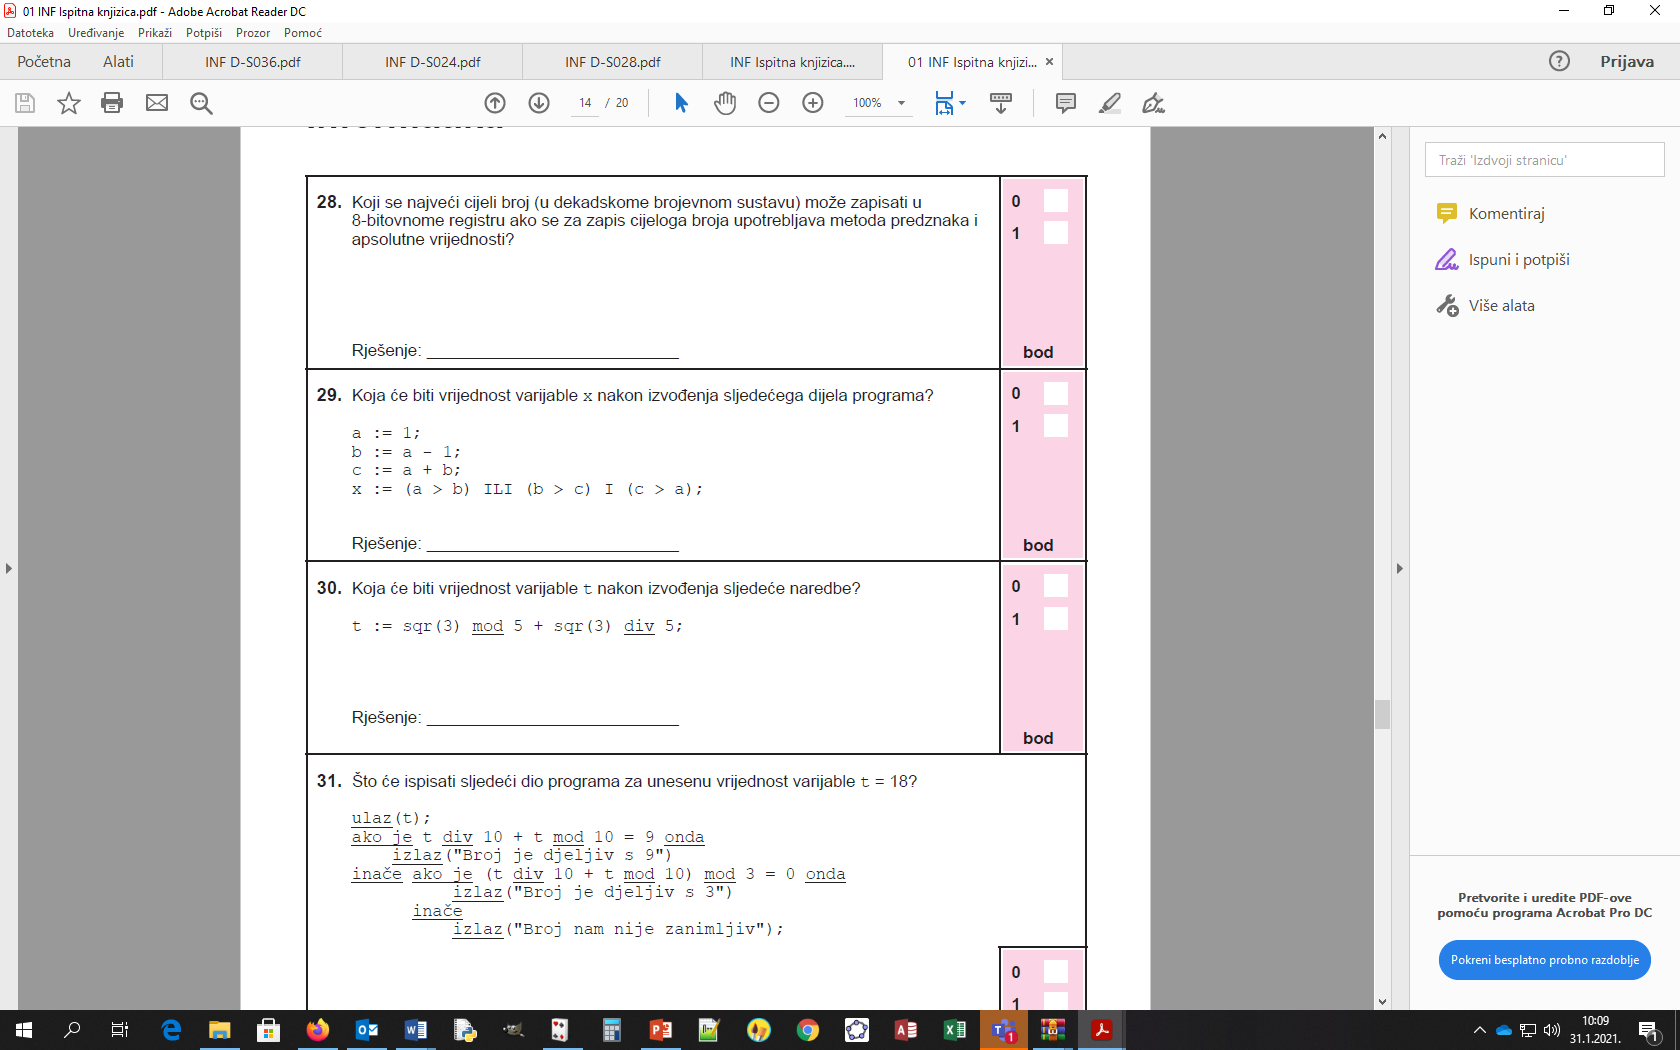 01 INF Ispitna knjizica.pdf - Adobe Acrobat Reader DC
Datoteka Uređivanje Prikaži Potpiši Prozor Pomoć
Početna Alati INF D-S036.pdf INF D-S024.pdf INF D-S028.pdf INF Ispitna knjizica.... 01 INF Ispitna knjizi... × Prijava
14 / 20 100%
28. Koji se najveći cijeli broj (u dekadskome brojevnom sustavu) može zapisati u
8-bitovnome registru ako se za zapis cijeloga broja upotrebljava metoda predznaka i
apsolutne vrijednosti?
0
1
Rješenje: ___________________________
bod
29. Koja će biti vrijednost varijable x nakon izvođenja sljedećega dijela programa?
0
1
a := 1;
b := a - 1;
c := a + b;
x := (a > b) ILI (b > c) I (c > a);
Rješenje: ___________________________
bod
30. Koja će biti vrijednost varijable t nakon izvođenja sljedeće naredbe?
0
1
t := sqr(3) mod 5 + sqr(3) div 5;
Rješenje: ___________________________
bod
31. Što će ispisati sljedeći dio programa za unesenu vrijednost varijable t = 18?
ulaz(t);
ako je t div 10 + t mod 10 = 9 onda
izlaz("Broj je djeljiv s 9")
inače ako je (t div 10 + t mod 10) mod 3 = 0 onda
izlaz("Broj je djeljiv s 3")
inače
izlaz("Broj nam nije zanimljiv");
0
1
Traži 'Izdvoji stranicu'
Komentiraj
Ispuni i potpiši
Više alata
Pretvorite i uredite PDF-ove
pomoću programa Acrobat Pro DC
Pokreni besplatno probno razdoblje
10:09
31.1.2021.
1